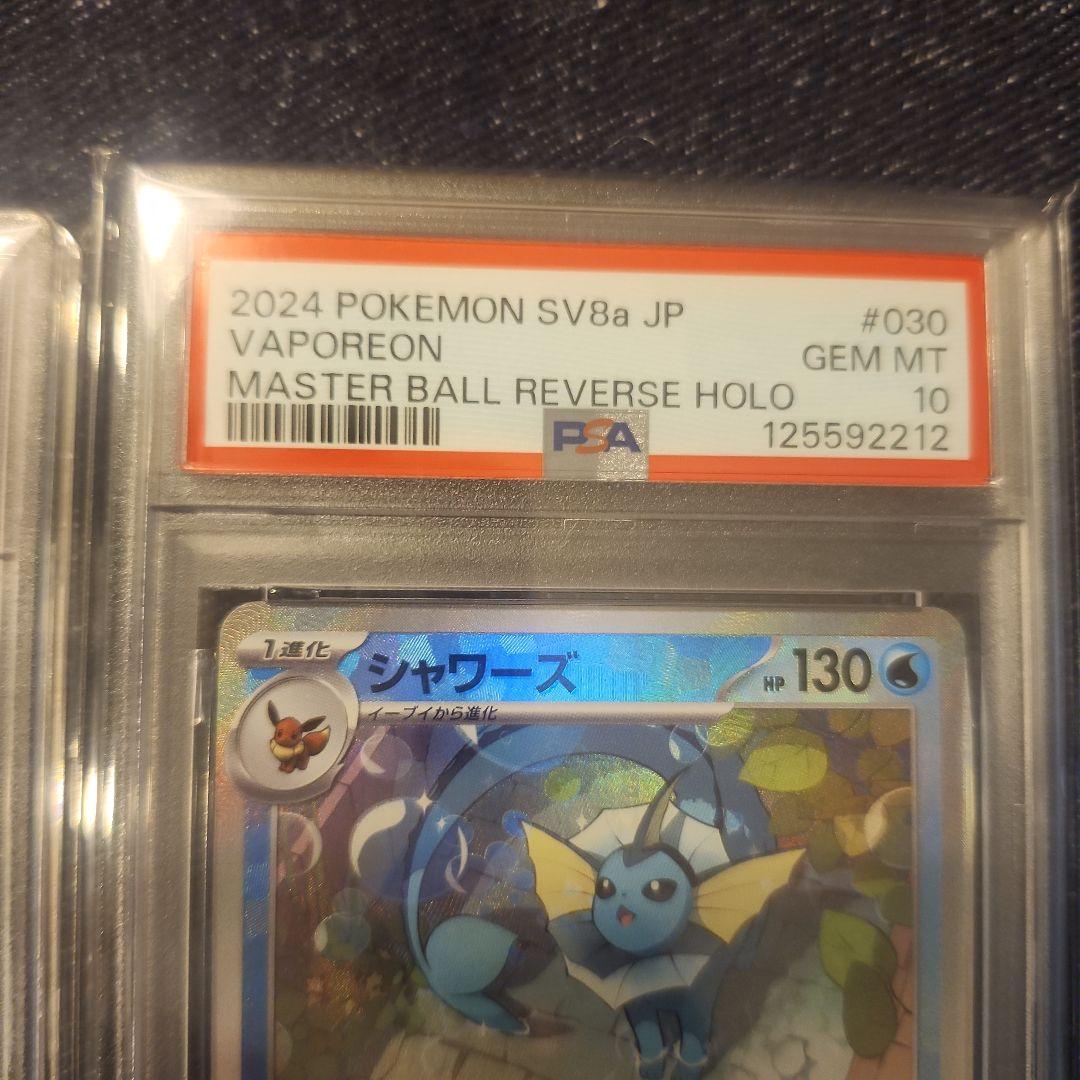 2024 POKEMON SV8a JP #030
VAPOREON GEM MT
MASTER BALL REVERSE HOLO 10
PSA 125592212
1進化 シャワーズ HP 130
イーブイから進化